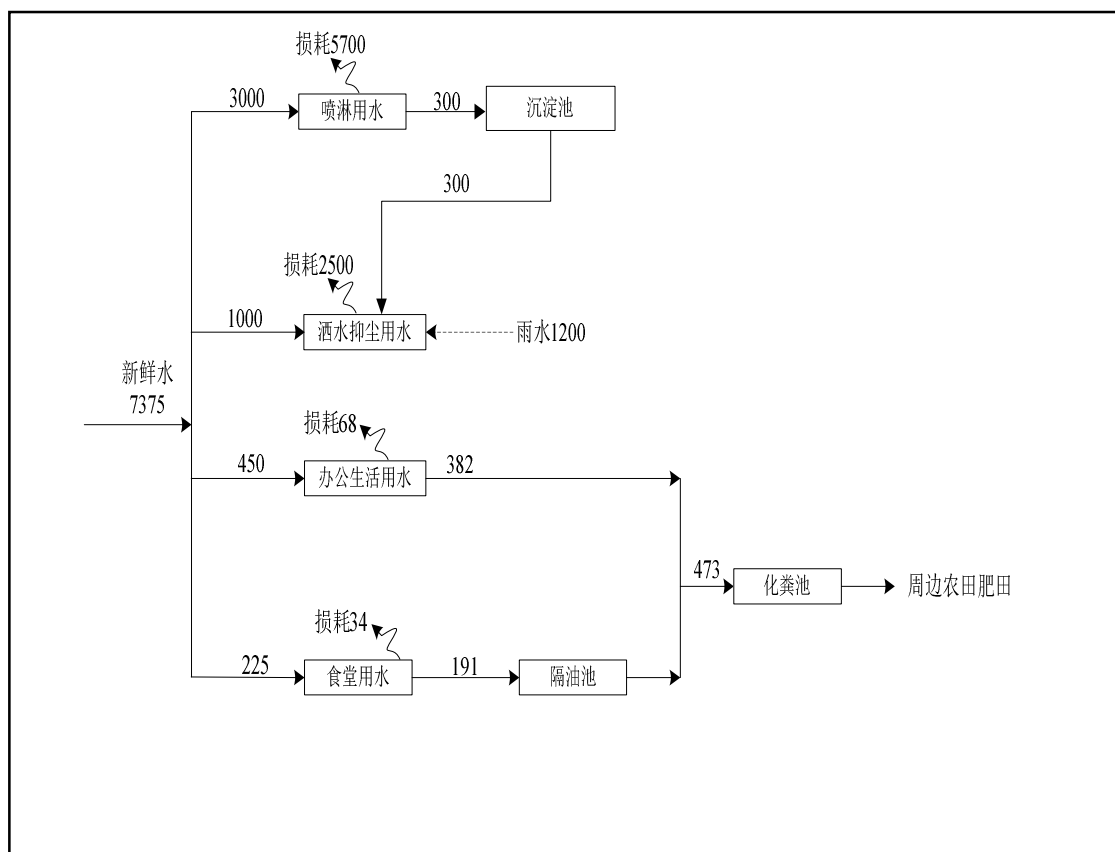 损耗5700
3000
喷淋用水
300
沉淀池
300
损耗2500
1000
洒水抑尘用水
雨水1200
新鲜水
7375
损耗68
450
办公生活用水
382
473
化粪池
周边农田肥田
损耗34
225
食堂用水
191
隔油池